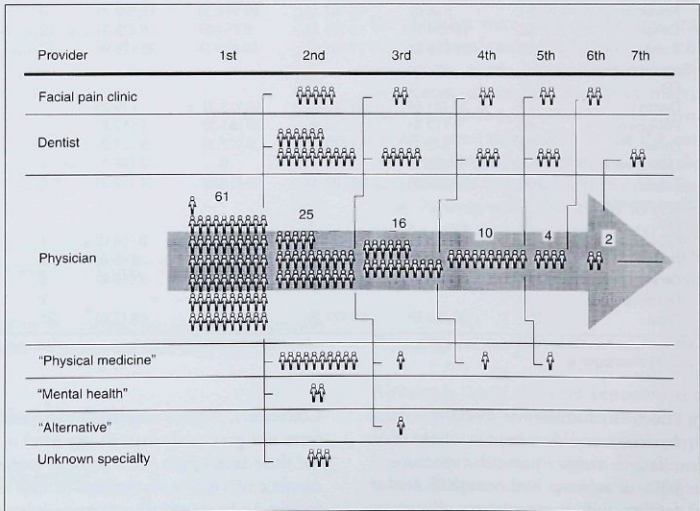 Provider 1st 2nd 3rd 4th 5th 6th 7th
Facial pain clinic
Dentist
61
25
16
10
4
2
Physician
"Physical medicine"
"Mental health"
"Alternative"
Unknown specialty